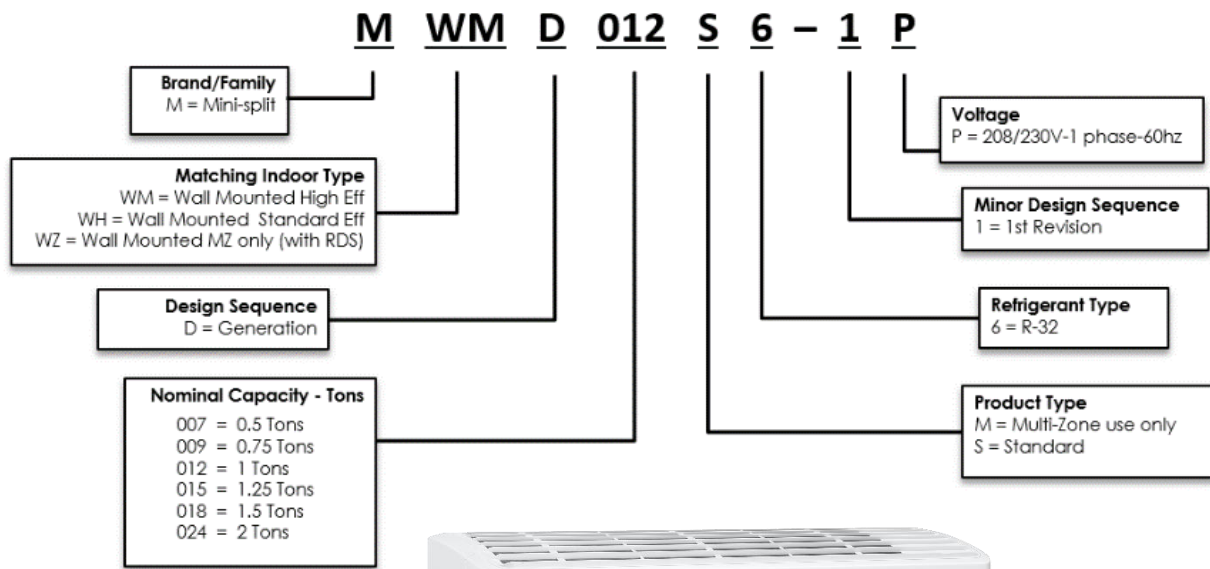 M WM D 012 S 6 – 1 P
Brand/Family
M = Mini-split
Matching Indoor Type
WM = Wall Mounted High Eff
WH = Wall Mounted Standard Eff
WZ = Wall Mounted MZ only (with RDS)
Design Sequence
D = Generation
Nominal Capacity - Tons
007 = 0.5 Tons
009 = 0.75 Tons
012 = 1 Tons
015 = 1.25 Tons
018 = 1.5 Tons
024 = 2 Tons
Voltage
P = 208/230V-1 phase-60hz
Minor Design Sequence
1 = 1st Revision
Refrigerant Type
6 = R-32
Product Type
M = Multi-Zone use only
S = Standard